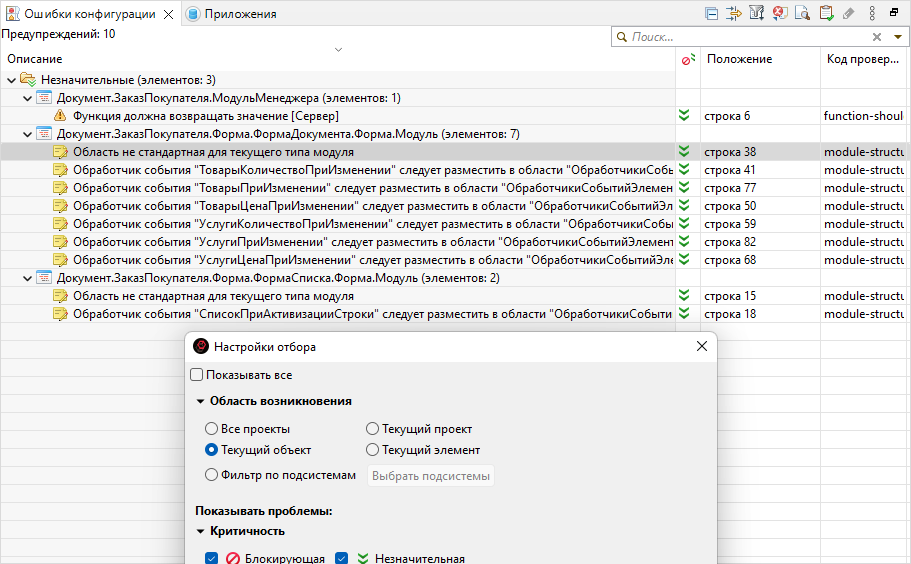 Ошибки конфигурации Приложения
Предупреждений: 10
Поиск...
Описание Положение Код провер...
Незначительные (элементов: 3)
Документ.ЗаказПокупателя.МодульМенеджера (элементов: 1)
Функция должна возвращать значение [Сервер] строка 6 function-shoul
Документ.ЗаказПокупателя.Форма.ФормаДокумента.Форма.Модуль (элементов: 7)
Область не стандартная для текущего типа модуля строка 38 module-structu
Обработчик события "ТоварыКоличествоПриИзменении" следует разместить в области "ОбработчикиСобы строка 41 module-structu
Обработчик события "ТоварыПриИзменении" следует разместить в области "ОбработчикиСобытийЭлемен строка 77 module-structu
Обработчик события "ТоварыЦенаПриИзменении" следует разместить в области "ОбработчикиСобытийЭл строка 50 module-structu
Обработчик события "УслугиКоличествоПриИзменении" следует разместить в области "ОбработчикиСобы строка 59 module-structu
Обработчик события "УслугиПриИзменении" следует разместить в области "ОбработчикиСобытийЭлемент строка 82 module-structu
Обработчик события "УслугиЦенаПриИзменении" следует разместить в области "ОбработчикиСобытийЭле строка 68 module-structu
Документ.ЗаказПокупателя.Форма.ФормаСписка.Форма.Модуль (элементов: 2)
Область не стандартная для текущего типа модуля строка 15 module-structu
Обработчик события "СписокПриАктивизацииСтроки" следует разместить в области "ОбработчикиСобыти строка 18 module-structu
Настройки отбора
Показывать все
Область возникновения
Все проекты Текущий проект
Текущий объект Текущий элемент
Фильтр по подсистемам Выбрать подсистемы
Показывать проблемы:
Критичность
Блокирующая Незначительная